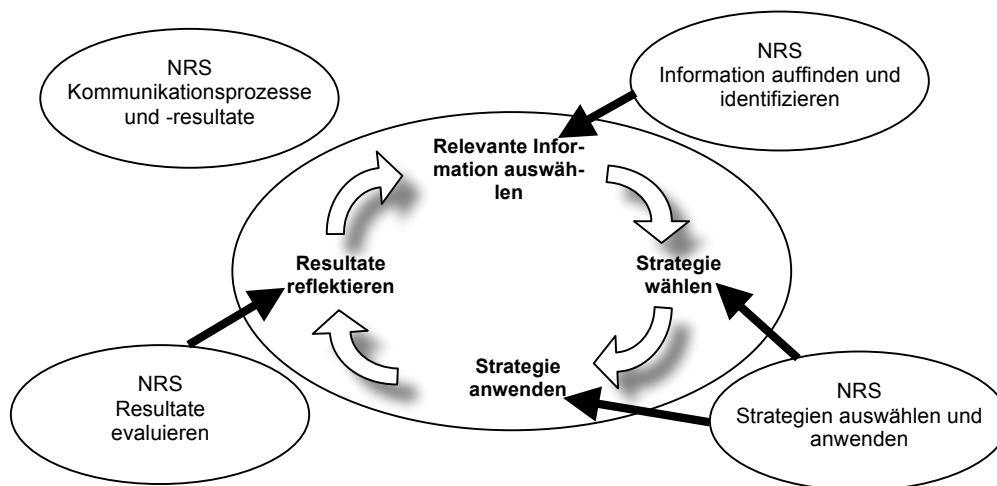 NRS
Kommunikationsprozesse
und -resultate
NRS
Information auffinden und
identifizieren
Relevante Infor-
mation auswäh-
len
Resultate
reflektieren
Strategie
wählen
Strategie
anwenden
NRS
Resultate
evaluieren
NRS
Strategien auswählen und
anwenden